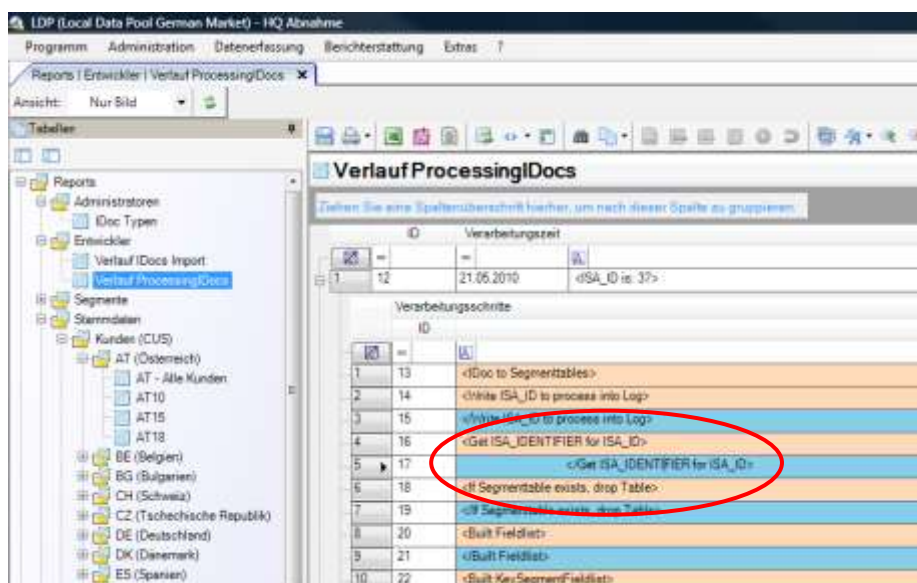 LDP (Local Data Pool German Market) - HQ Abnahme
Programm Administration Datenerfassung Berichterstattung Extras ?
Reports | Entwickler | Verlauf ProcessingIDocs
Ansicht: Nur Bild
Tabellen
Reports
Administratoren
IDoc Typen
Entwickler
Verlauf IDocs Import
Verlauf ProcessingIDocs
Segmente
Stammdaten
Kunden (CUS)
AT (Österreich)
AT - Alle Kunden
AT10
AT15
AT18
BE (Belgien)
BG (Bulgarien)
CH (Schweiz)
CZ (Tschechische Republik)
DE (Deutschland)
DK (Dänemark)
ES (Spanien)
Verlauf ProcessingIDocs
Ziehen Sie eine Spaltenüberschrift hierher, um nach dieser Spalte zu gruppieren.
ID Verarbeitungszeit
= = A
1 12 21.05.2010 <ISA_ID is: 37>
Verarbeitungsschritte
ID
= A
1 13 <IDoc to Segmenttables>
2 14 <Write ISA_ID to process into Log>
3 15 </Write ISA_ID to process into Log>
4 16 <Get ISA_IDENTIFIER for ISA_ID>
5 17 </Get ISA_IDENTIFIER for ISA_ID>
6 18 <If Segmenttable exists, drop Table>
7 19 </If Segmenttable exists, drop Table>
8 20 <Built Fieldlist>
9 21 </Built Fieldlist>
10 22 <Built KeySegmentFieldlist>